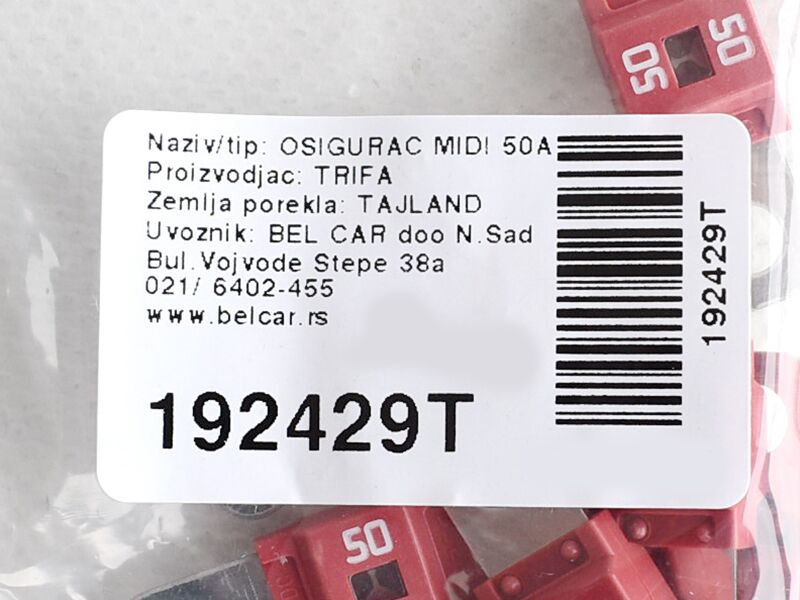 50
50
Naziv/tip: OSIGURAC MIDI 50A
Proizvodjac: TRIFA
Zemlja porekla: TAJLAND
Uvoznik: BEL CAR doo N.Sad
Bul.Vojvode Stepe 38a
021/ 6402-455
www.belcar.rs
192429T
192429T
50